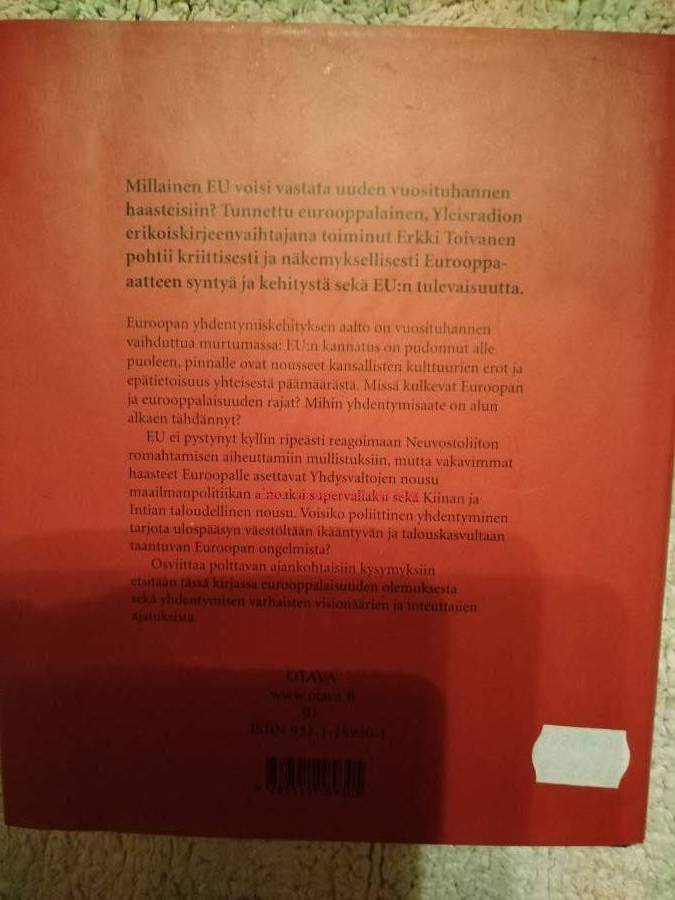 Millainen EU voisi vastata uuden vuosituhannen
haasteisiin? Tunnettu eurooppalainen, Yleisradion
erikoiskirjeenvaihtajana toiminut Erkki Toivanen
pohtii kriittisesti ja näkemyksellisesti Eurooppa-
aatteen syntyä ja kehitystä sekä EU:n tulevaisuutta.
Euroopan yhdentymiskehityksen aalto on vuosituhannen
vaihduttua murtumassa: EU:n kannatus on pudonnut alle
puoleen, pinnalle ovat nousseet kansallisten kulttuurien erot ja
epätietoisuus yhteisestä päämäärästä. Missä kulkevat Euroopan
ja eurooppalaisuuden rajat? Mihin yhdentymisaate on alun
alkaen tähdännyt?
EU ei pystynyt kyllin ripeästi reagoimaan Neuvostoliiton
romahtamisen aiheuttamiin mullistuksiin, mutta vakavimmat
haasteet Euroopalle asettavat Yhdysvaltojen nousu
maailmanpolitiikan ainoaksi supervallaksi sekä Kiinan ja
Intian taloudellinen nousu. Voisiko poliittinen yhdentyminen
tarjota ulospääsyn väestöltään ikääntyvän ja talouskasvultaan
taantuvan Euroopan ongelmista?
Osviittaa polttavan ajankohtaisiin kysymyksiin
etsitään tässä kirjassa eurooppalaisuuden olemuksesta
sekä yhdentymisen varhaisten visionäärien ja toteuttajien
ajatuksista.
OTAVA
www.otava.fi
ISBN